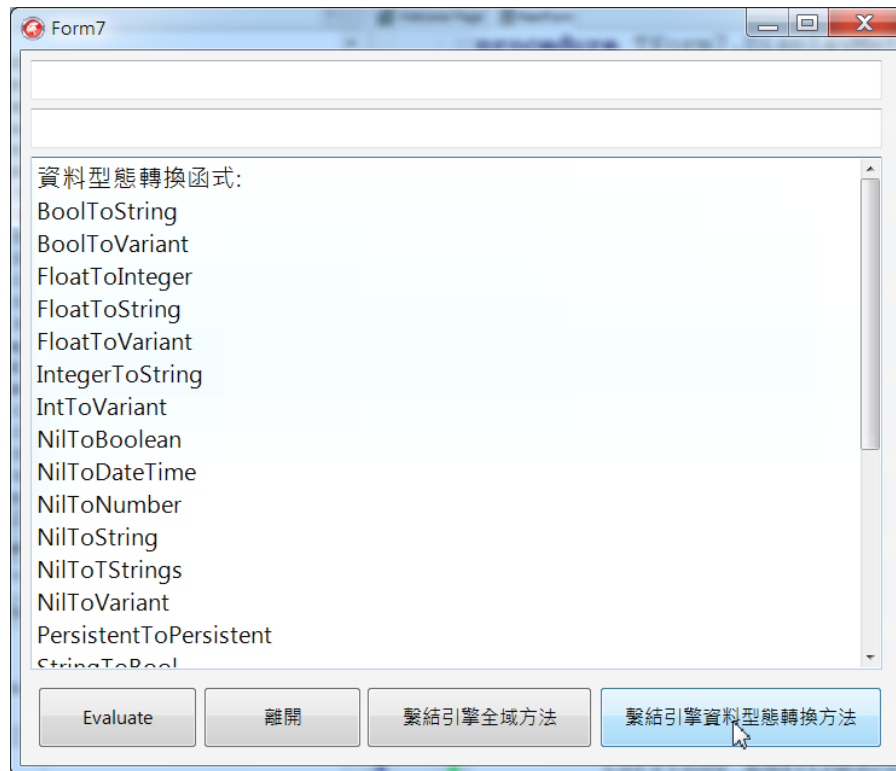 Form7
資料型態轉換函式:
BoolToString
BoolToVariant
FloatToInteger
FloatToString
FloatToVariant
IntegerToString
IntToVariant
NilToBoolean
NilToDateTime
NilToNumber
NilToString
NilToTStrings
NilToVariant
PersistentToPersistent
StringToBool
Evaluate
離開
繫結引擎全域方法
繫結引擎資料型態轉換方法